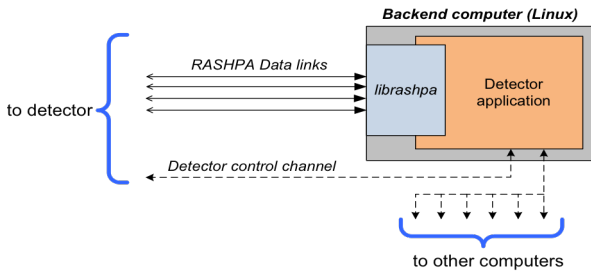 Backend computer (Linux)
RASHPA Data links
librashpa
Detector
application
to detector
Detector control channel
to other computers